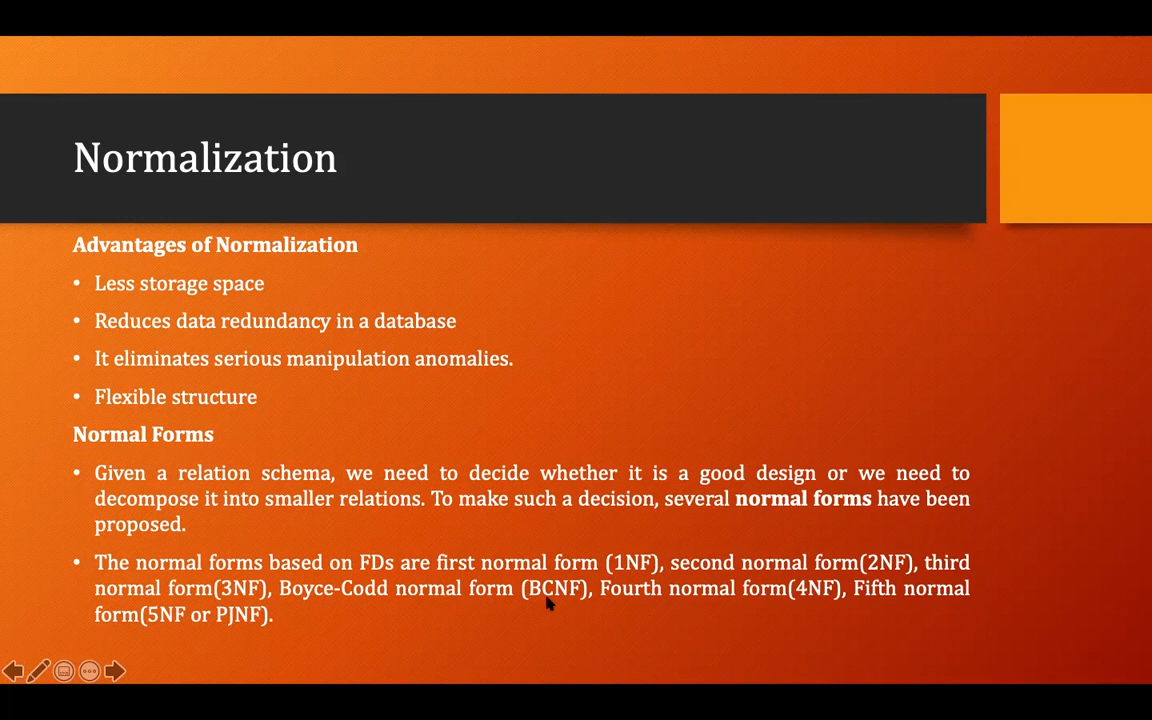 Normalization
Advantages of Normalization
• Less storage space
• Reduces data redundancy in a database
• It eliminates serious manipulation anomalies.
• Flexible structure
Normal Forms
• Given a relation schema, we need to decide whether it is a good design or we need to
decompose it into smaller relations. To make such a decision, several normal forms have been
proposed.
• The normal forms based on FDs are first normal form (1NF), second normal form(2NF), third
normal form(3NF), Boyce-Codd normal form (BCNF), Fourth normal form(4NF), Fifth normal
form(5NF or PJNF).